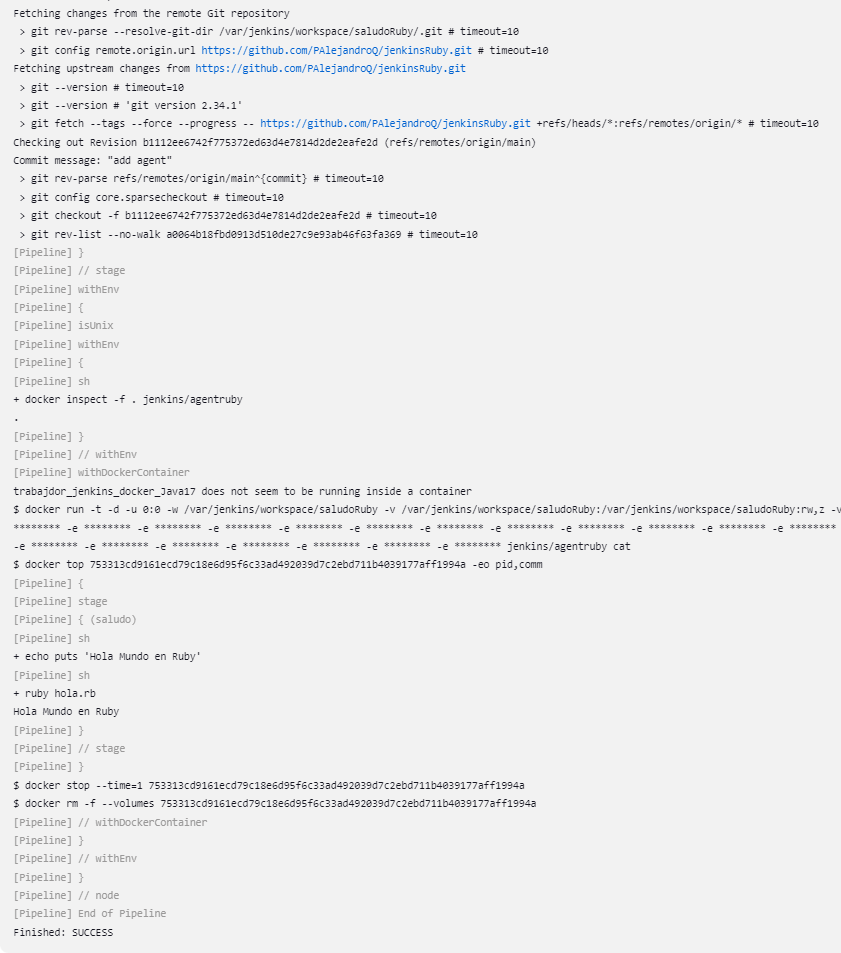 Fetching changes from the remote Git repository
> git rev-parse --resolve-git-dir /var/jenkins/workspace/saludoRuby/.git # timeout=10
> git config remote.origin.url https://github.com/PAlejandroQ/jenkinsRuby.git # timeout=10
Fetching upstream changes from https://github.com/PAlejandroQ/jenkinsRuby.git
> git --version # timeout=10
> git --version # 'git version 2.34.1'
> git fetch --tags --force --progress -- https://github.com/PAlejandroQ/jenkinsRuby.git +refs/heads/*:refs/remotes/origin/* # timeout=10
Checking out Revision b1112ee6742f775372ed63d4e7814d2de2eafe2d (refs/remotes/origin/main)
Commit message: "add agent"
> git rev-parse refs/remotes/origin/main^{commit} # timeout=10
> git config core.sparsecheckout # timeout=10
> git checkout -f b1112ee6742f775372ed63d4e7814d2de2eafe2d # timeout=10
> git rev-list --no-walk a0064b18fbd0913d510de27c9e93ab46f63fa369 # timeout=10
[Pipeline] }
[Pipeline] // stage
[Pipeline] withEnv
[Pipeline] {
[Pipeline] isUnix
[Pipeline] withEnv
[Pipeline] {
[Pipeline] sh
+ docker inspect -f . jenkins/agentruby
.
[Pipeline] }
[Pipeline] // withEnv
[Pipeline] withDockerContainer
trabajdor_jenkins_docker_Java17 does not seem to be running inside a container
$ docker run -t -d -u 0:0 -w /var/jenkins/workspace/saludoRuby -v /var/jenkins/workspace/saludoRuby:/var/jenkins/workspace/saludoRuby:rw,z -v
******** -e ******** -e ******** -e ******** -e ******** -e ******** -e ******** -e ******** -e ******** -e ******** -e ******** -e ********
-e ******** -e ******** -e ******** -e ******** -e ******** -e ******** -e ******** jenkins/agentruby cat
$ docker top 753313cd9161ecd79c18e6d95f6c33ad492039d7c2ebd711b4039177aff1994a -eo pid,comm
[Pipeline] {
[Pipeline] stage
[Pipeline] { (saludo)
[Pipeline] sh
+ echo puts 'Hola Mundo en Ruby'
[Pipeline] sh
+ ruby hola.rb
Hola Mundo en Ruby
[Pipeline] }
[Pipeline] // stage
[Pipeline] }
$ docker stop --time=1 753313cd9161ecd79c18e6d95f6c33ad492039d7c2ebd711b4039177aff1994a
$ docker rm -f --volumes 753313cd9161ecd79c18e6d95f6c33ad492039d7c2ebd711b4039177aff1994a
[Pipeline] // withDockerContainer
[Pipeline] }
[Pipeline] // withEnv
[Pipeline] }
[Pipeline] // node
[Pipeline] End of Pipeline
Finished: SUCCESS